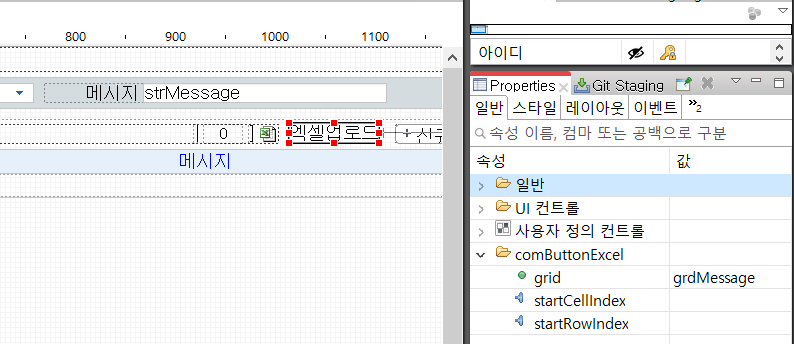 800 900 1000 1100
메시지 strMessage
0 엑셀업로드
메시지
아이디
Properties Git Staging
일반 스타일 레이아웃 이벤트 »2
속성 이름, 컴마 또는 공백으로 구분
속성 값
일반
UI 컨트롤
사용자 정의 컨트롤
comButtonExcel
grid grdMessage
startCellIndex
startRowIndex